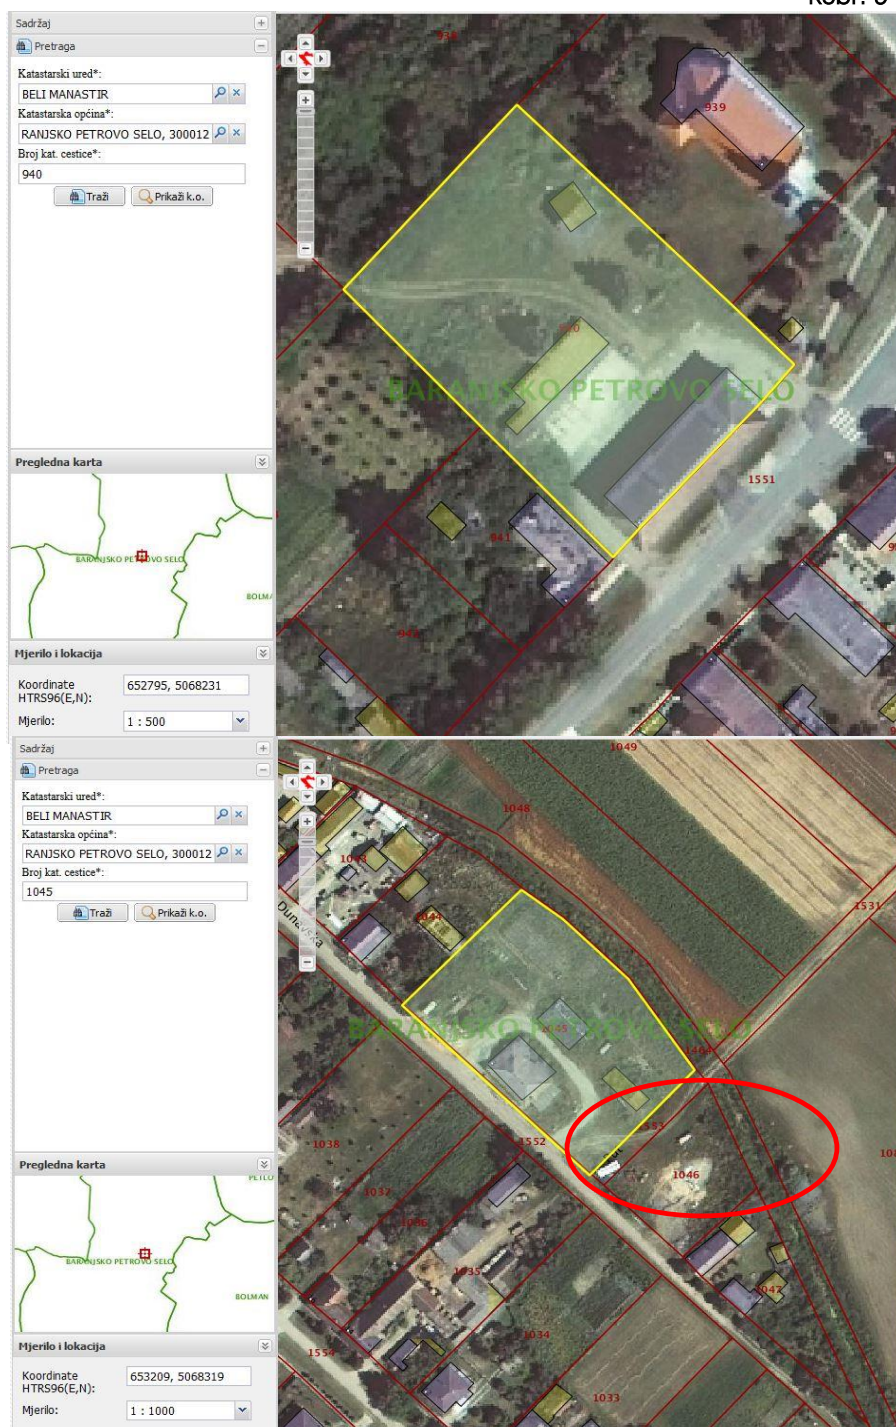 Sadržaj
Pretraga
Katastarski ured*:
BELI MANASTIR
Katastarska općina*:
RANJSKO PETROVO SELO, 300012
Broj kat. cestice*:
940
Traži
Prikaži k.o.
Pregledna karta
BARANJSKO PETROVO SELO
Mjerilo i lokacija
Koordinate
HTRS96(E,N):
652795, 5068231
Mjerilo:
1 : 500
939
BARANJSKO PETROVO SELO
1551
941
Sadržaj
Pretraga
Katastarski ured*:
BELI MANASTIR
Katastarska općina*:
RANJSKO PETROVO SELO, 300012
Broj kat. cestice*:
1045
Traži
Prikaži k.o.
Pregledna karta
BARANJSKO PETROVO SELO
BOLMAN
Mjerilo i lokacija
Koordinate
HTRS96(E,N):
653209, 5068319
Mjerilo:
1 : 1000
1049
1048
1043
1044
1531
Dunavska
1045
BARANJSKO PETROVO SELO
1464
1552
1553
1038
1046
1037
1036
1035
1047
1034
1554
1033